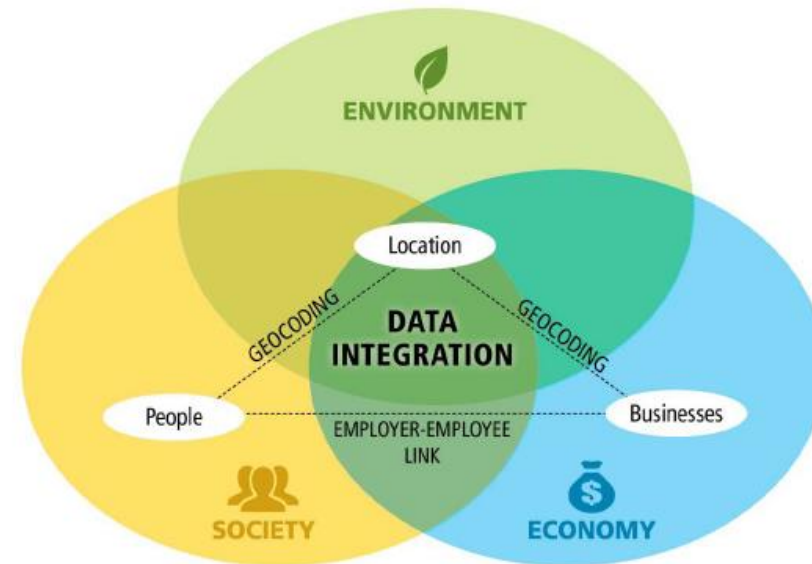 ENVIRONMENT
Location
GEOCODING
GEOCODING
DATA
INTEGRATION
People
Businesses
EMPLOYER-EMPLOYEE
LINK
$
SOCIETY
ECONOMY